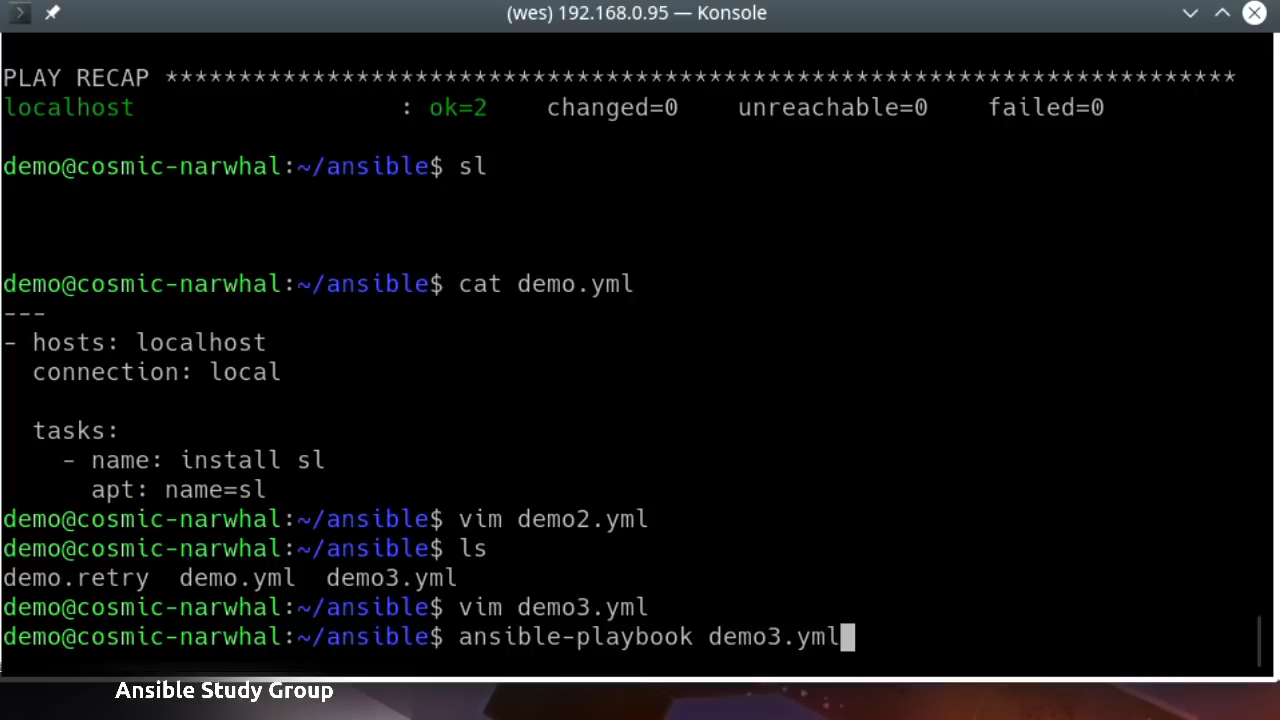 (wes) 192.168.0.95 — Konsole
PLAY RECAP *************************************************************************
localhost : ok=2 changed=0 unreachable=0 failed=0
demo@cosmic-narwhal:~/ansible$ sl
demo@cosmic-narwhal:~/ansible$ cat demo.yml
---
- hosts: localhost
  connection: local
  tasks:
    - name: install sl
      apt: name=sl
demo@cosmic-narwhal:~/ansible$ vim demo2.yml
demo@cosmic-narwhal:~/ansible$ ls
demo.retry  demo.yml  demo3.yml
demo@cosmic-narwhal:~/ansible$ vim demo3.yml
demo@cosmic-narwhal:~/ansible$ ansible-playbook demo3.yml
Ansible Study Group